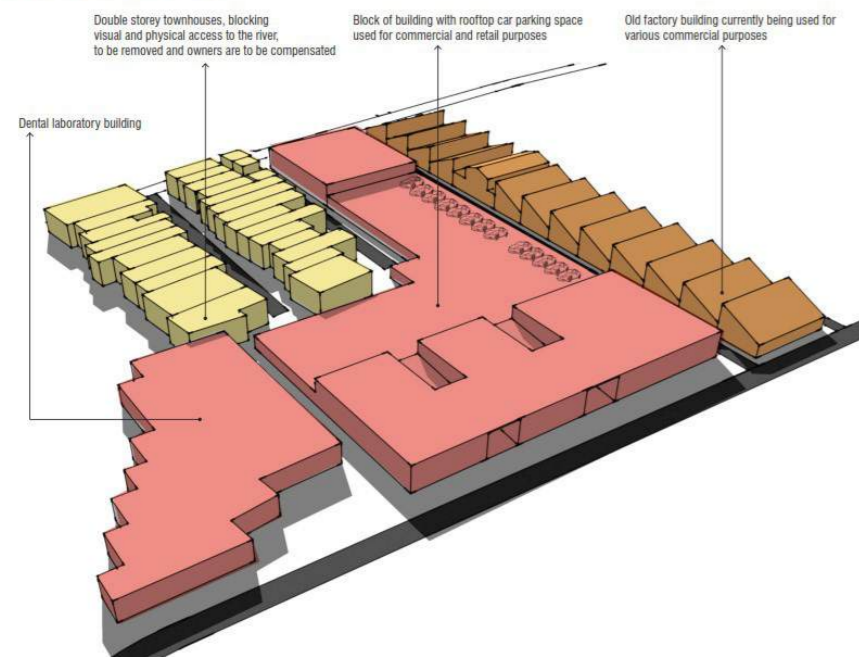 Double storey townhouses, blocking
visual and physical access to the river,
to be removed and owners are to be compensated
Block of building with rooftop car parking space
used for commercial and retail purposes
Old factory building currently being used for
various commercial purposes
Dental laboratory building